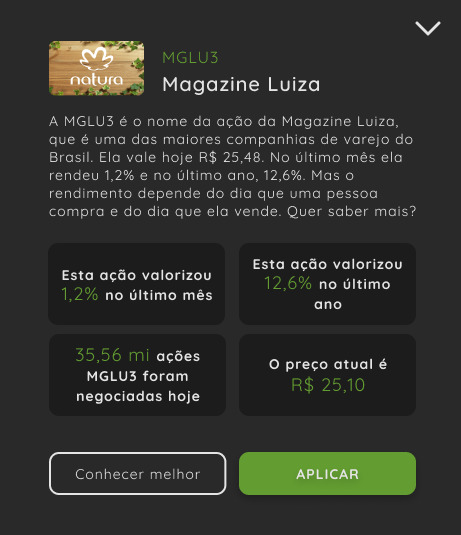 natura
MGLU3
Magazine Luiza
A MGLU3 é o nome da ação da Magazine Luiza,
que é uma das maiores companhias de varejo do
Brasil. Ela vale hoje R$ 25,48. No último mês ela
rendeu 1,2% e no último ano, 12,6%. Mas o
rendimento depende do dia que uma pessoa
compra e do dia que ela vende. Quer saber mais?
Esta ação valorizou
1,2% no último mês
Esta ação valorizou
12,6% no último
ano
35,56 mi ações
MGLU3 foram
negociadas hoje
O preço atual é
R$ 25,10
Conhecer melhor
APLICAR